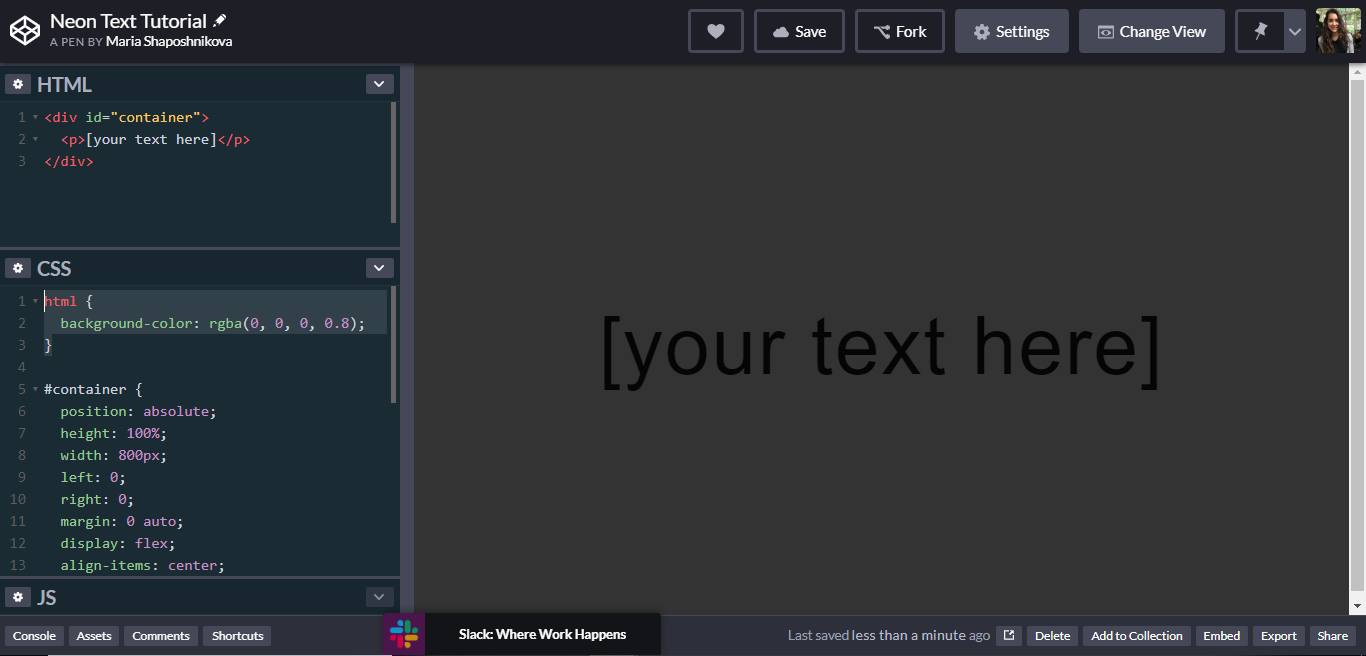 Neon Text Tutorial
A PEN BY Maria Shaposhnikova
Save
Fork
Settings
Change View
HTML
1 <div id="container">
2 <p>[your text here]</p>
3 </div>
CSS
1 html {
2 background-color: rgba(0, 0, 0, 0.8);
3 }
4
5 #container {
6 position: absolute;
7 height: 100%;
8 width: 800px;
9 left: 0;
10 right: 0;
11 margin: 0 auto;
12 display: flex;
13 align-items: center;
JS
[your text here]
Console Assets Comments Shortcuts
Slack: Where Work Happens
Last saved less than a minute ago
Delete Add to Collection Embed Export Share